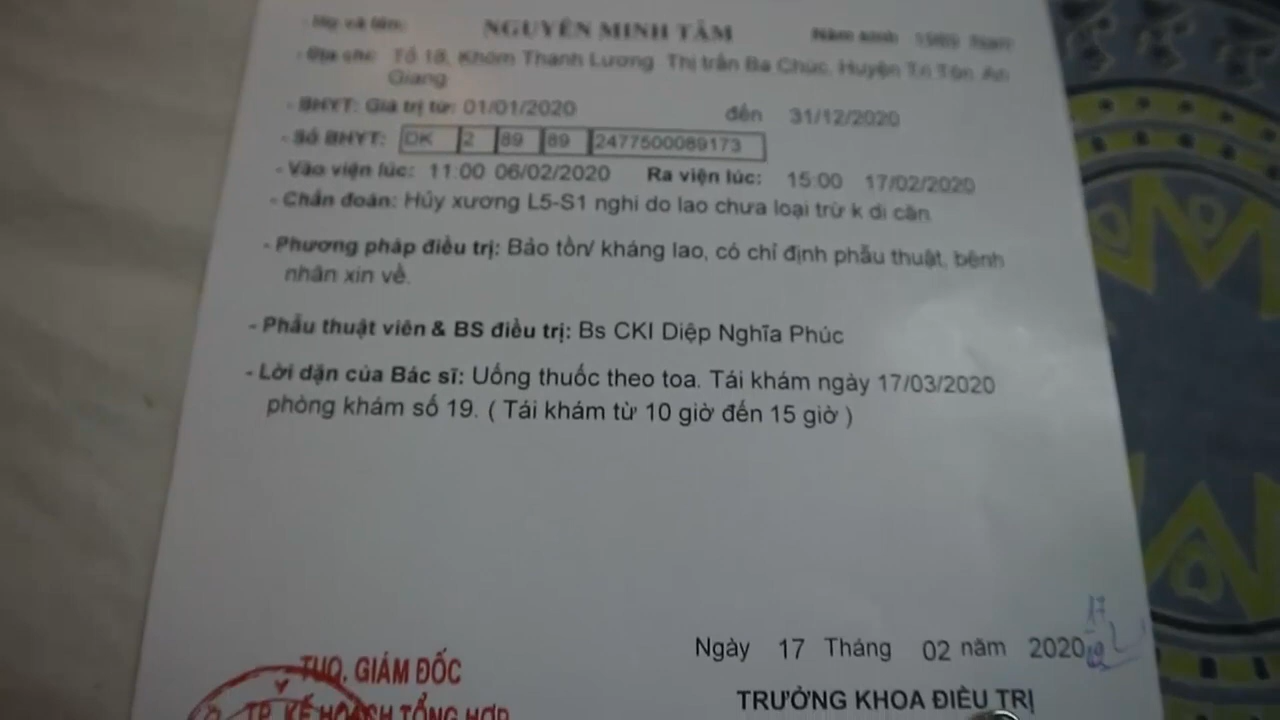 - Họ và tên: NGUYỄN MINH TÂM Năm sinh Nam
- Địa chỉ: Tổ 18, Khóm Thanh Lương Thị trấn Ba Chúc, Huyện Tri Tôn An
Giang
- BHYT: Giá trị từ: 01/01/2020 đến 31/12/2020
- Số BHYT: DK 2 89 89 2477500089173
- Vào viện lúc: 11:00 06/02/2020 Ra viện lúc: 15:00 17/02/2020
- Chẩn đoán: Hủy xương L5-S1 nghi do lao chưa loại trừ k di căn
- Phương pháp điều trị: Bảo tồn/ kháng lao, có chỉ định phẫu thuật, bệnh
nhân xin về.
- Phẫu thuật viên & BS điều trị: Bs CKI Diệp Nghĩa Phúc
- Lời dặn của Bác sĩ: Uống thuốc theo toa. Tái khám ngày 17/03/2020
phòng khám số 19. ( Tái khám từ 10 giờ đến 15 giờ )
17
Ngày 17 Tháng 02 năm 2020
TUQ. GIÁM ĐỐC
TRƯỞNG KHOA ĐIỀU TRỊ
TP. KẾ HOẠCH TỔNG HỢP